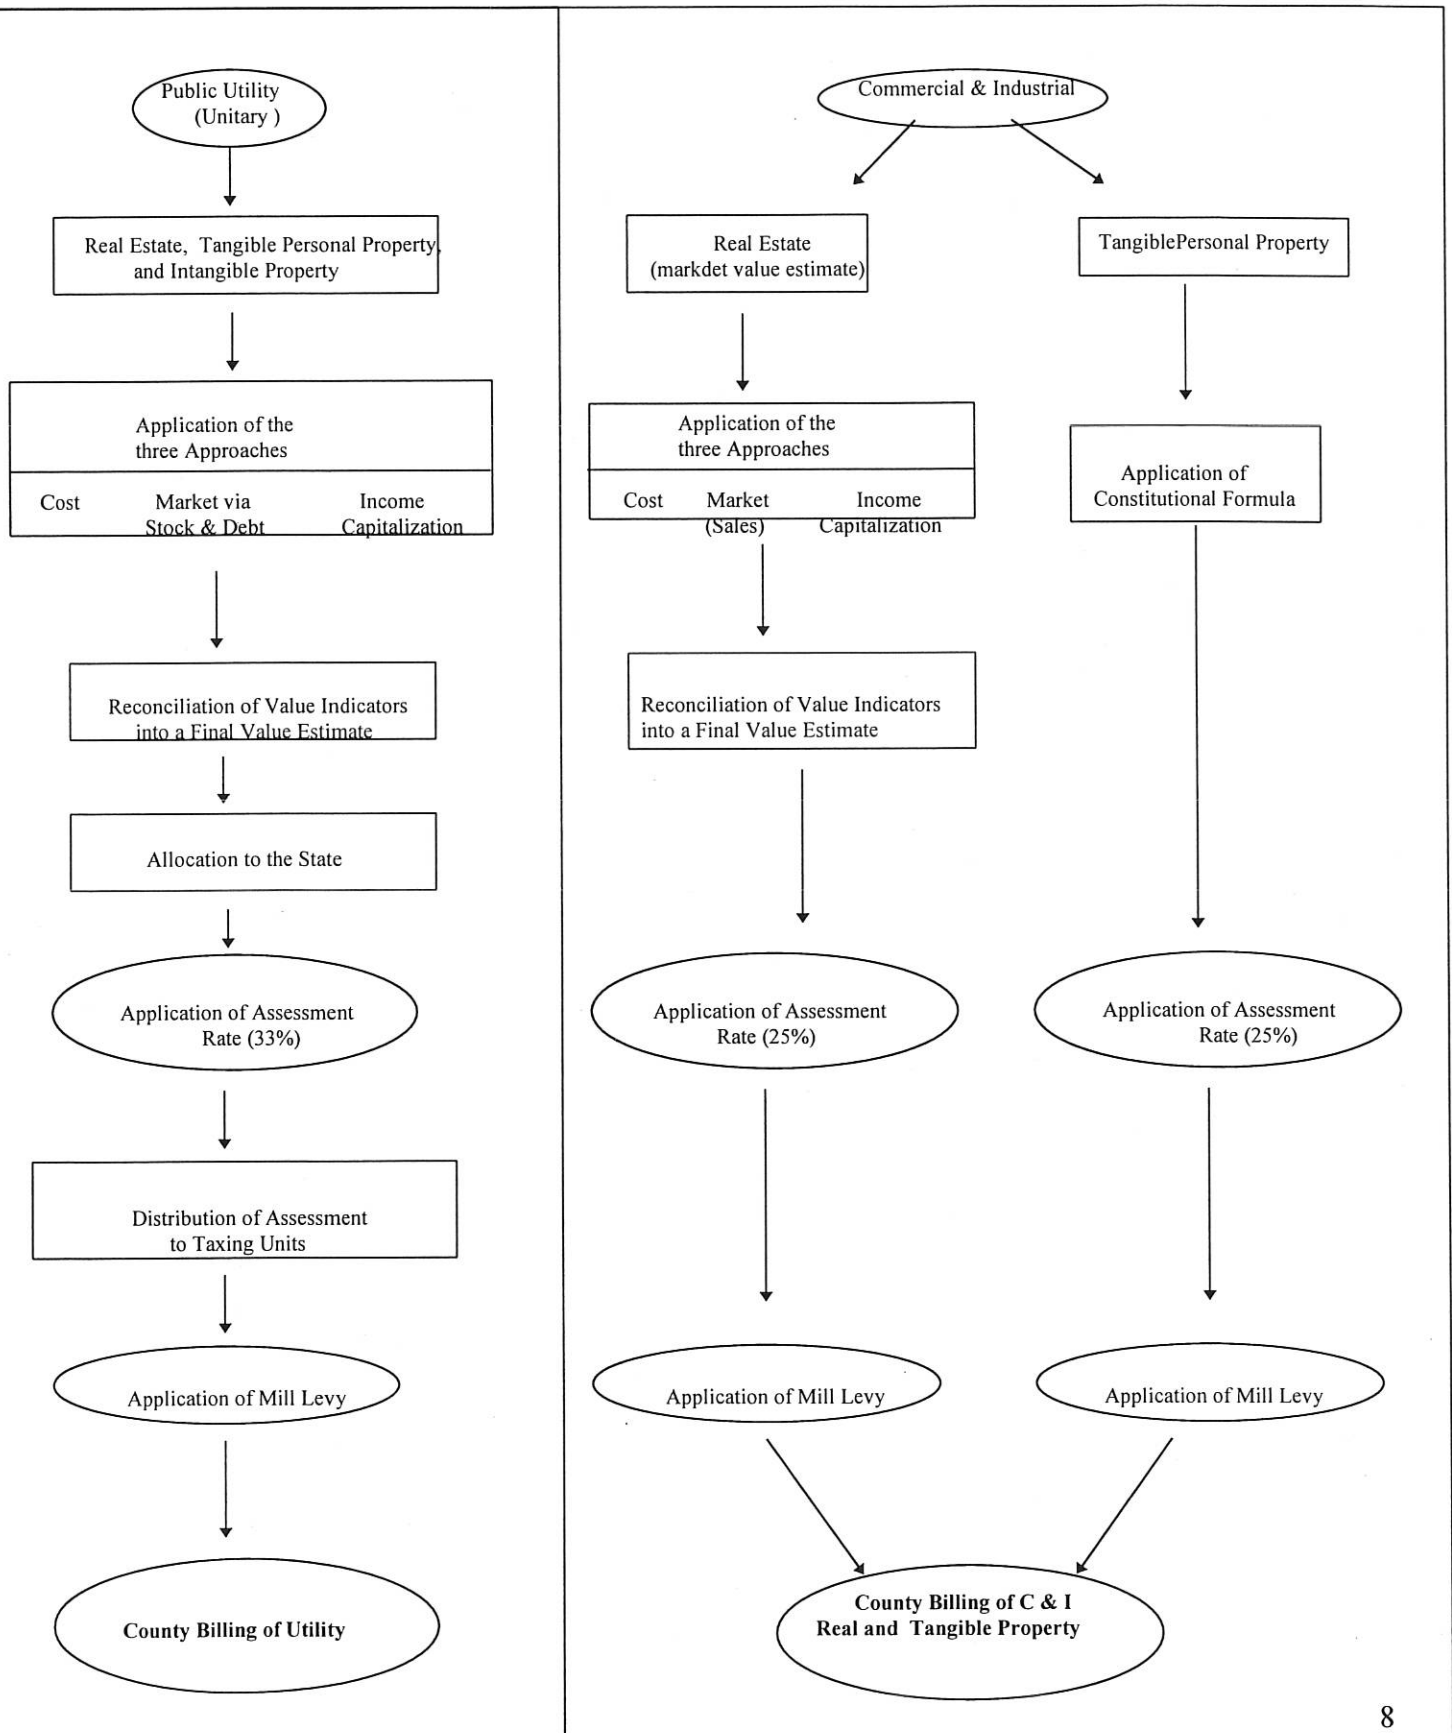 Public Utility
(Unitary )
Real Estate, Tangible Personal Property,
and Intangible Property
Application of the
three Approaches
Cost Market via Income
Stock & Debt Capitalization
Reconciliation of Value Indicators
into a Final Value Estimate
Allocation to the State
Application of Assessment
Rate (33%)
Distribution of Assessment
to Taxing Units
Application of Mill Levy
County Billing of Utility
Commercial & Industrial
Real Estate
(markdet value estimate)
Application of the
three Approaches
Cost Market Income
(Sales) Capitalization
Reconciliation of Value Indicators
into a Final Value Estimate
Application of Assessment
Rate (25%)
Application of Mill Levy
TangiblePersonal Property
Application of
Constitutional Formula
Application of Assessment
Rate (25%)
Application of Mill Levy
County Billing of C & I
Real and Tangible Property
8